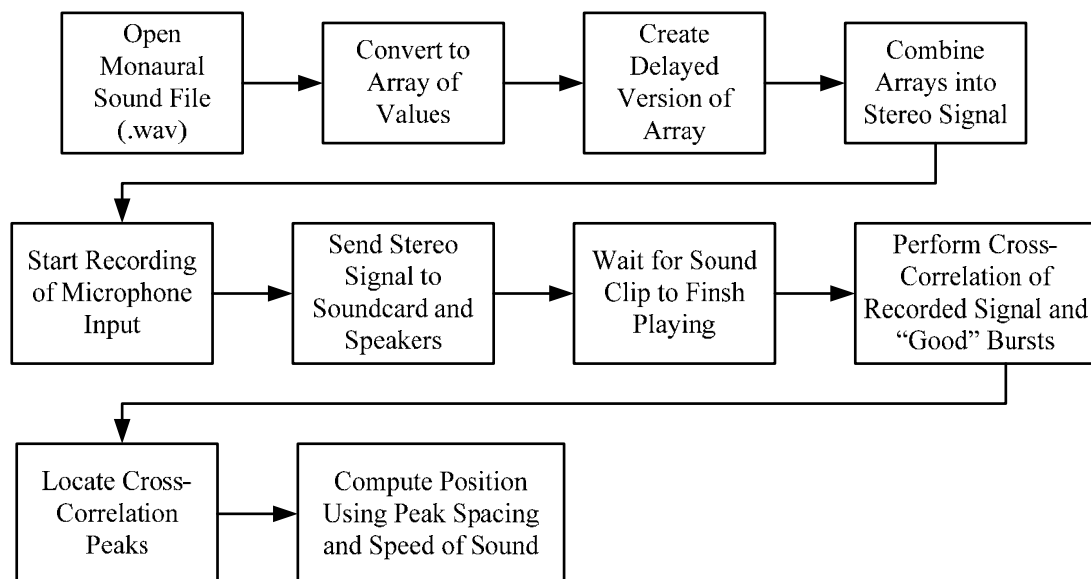 Open
Monaural
Sound File
(.wav)
Convert to
Array of
Values
Create
Delayed
Version of
Array
Combine
Arrays into
Stereo Signal
Start Recording
of Microphone
Input
Send Stereo
Signal to
Soundcard and
Speakers
Wait for Sound
Clip to Finsh
Playing
Perform Cross-
Correlation of
Recorded Signal and
“Good” Bursts
Locate Cross-
Correlation
Peaks
Compute Position
Using Peak Spacing
and Speed of Sound